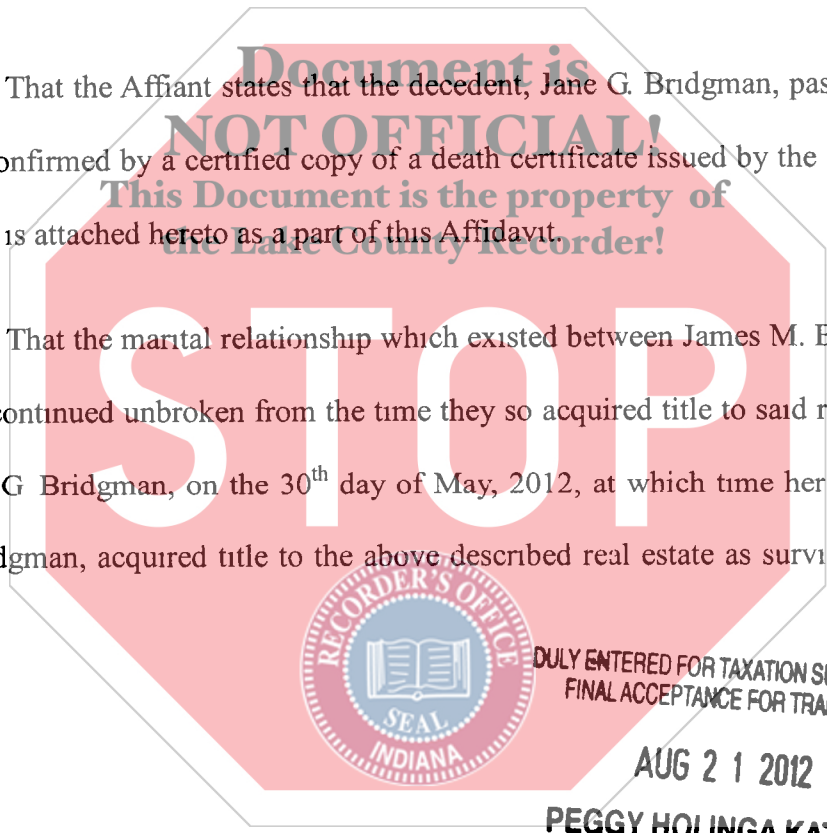 Document is
That the Affiant states that the decedent, Jane G. Bridgman, pas
NOT OFFICIAL!
onfirmed by a certified copy of a death certificate issued by the
This Document is the property of
is attached hereto as a part of this Affidavit.
the Lake County Recorder!
STOP
That the marital relationship which existed between James M. B
continued unbroken from the time they so acquired title to said r
G Bridgman, on the 30th day of May, 2012, at which time her
dgman, acquired title to the above described real estate as survi
RECORDER'S OFFICE
SEAL
INDIANA
DULY ENTERED FOR TAXATION SU
FINAL ACCEPTANCE FOR TRA
AUG 2 1 2012
PEGGY HOLINGA KAT